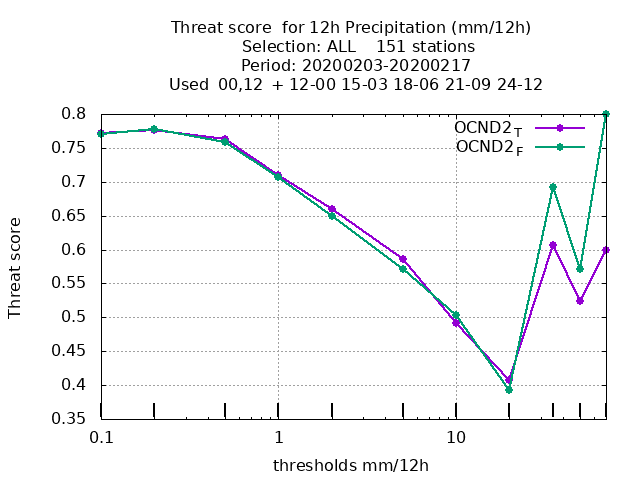 Threat score  for 12h Precipitation (mm/12h)
Selection: ALL    151 stations
Period: 20200203-20200217
Used  00,12  + 12-00 15-03 18-06 21-09 24-12
OCND2T
OCND2F
0.8
0.75
0.7
0.65
0.6
0.55
0.5
0.45
0.4
0.35
Threat score
0.1 1 10
thresholds mm/12h